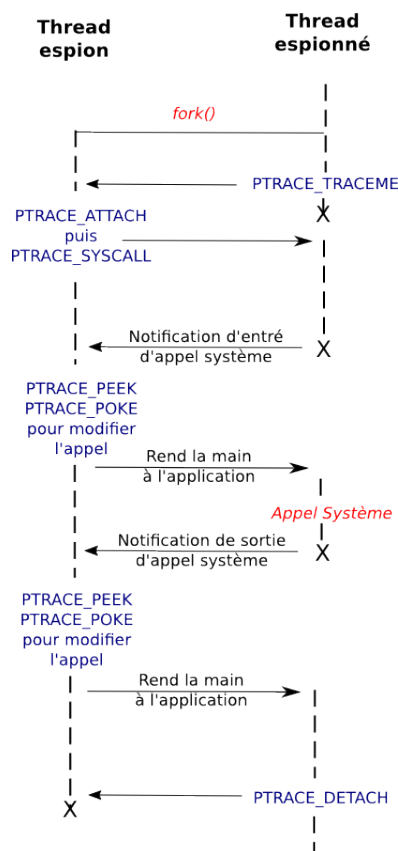 Thread
espion
Thread
espionné
fork()
PTRACE_TRACEME
X
PTRACE_ATTACH
puis
PTRACE_SYSCALL
Notification d'entré
d'appel système
X
PTRACE_PEEK
PTRACE_POKE
pour modifier
l'appel
Rend la main
à l'application
Appel Système
Notification de sortie
d'appel système
X
PTRACE_PEEK
PTRACE_POKE
pour modifier
l'appel
Rend la main
à l'application
PTRACE_DETACH
X